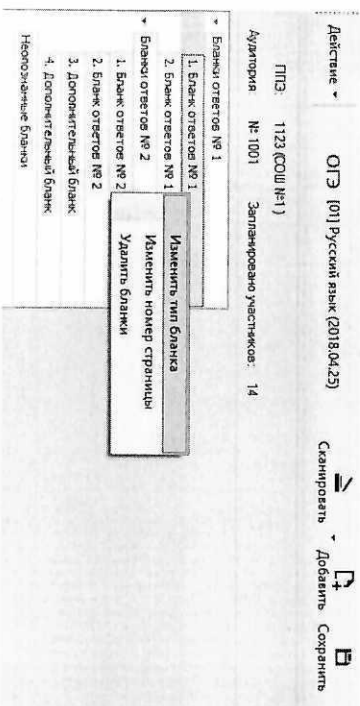 Действие
ОГЭ [01] Русский язык (2018.04.25)
Сканировать Добавить Сохранить
ППЭ: 1123 (СОШ №1 )
Аудитория № 1001 Запланировано участников: 14
Бланки ответов № 1
1. Бланк ответов № 1
2. Бланк ответов № 1
Бланки ответов № 2
1. Бланк ответов № 2
2. Бланк ответов № 2
3. Дополнительный бланк
4. Дополнительный бланк
Неопознанные бланки
Изменить тип бланка
Изменить номер страницы
Удалить бланки